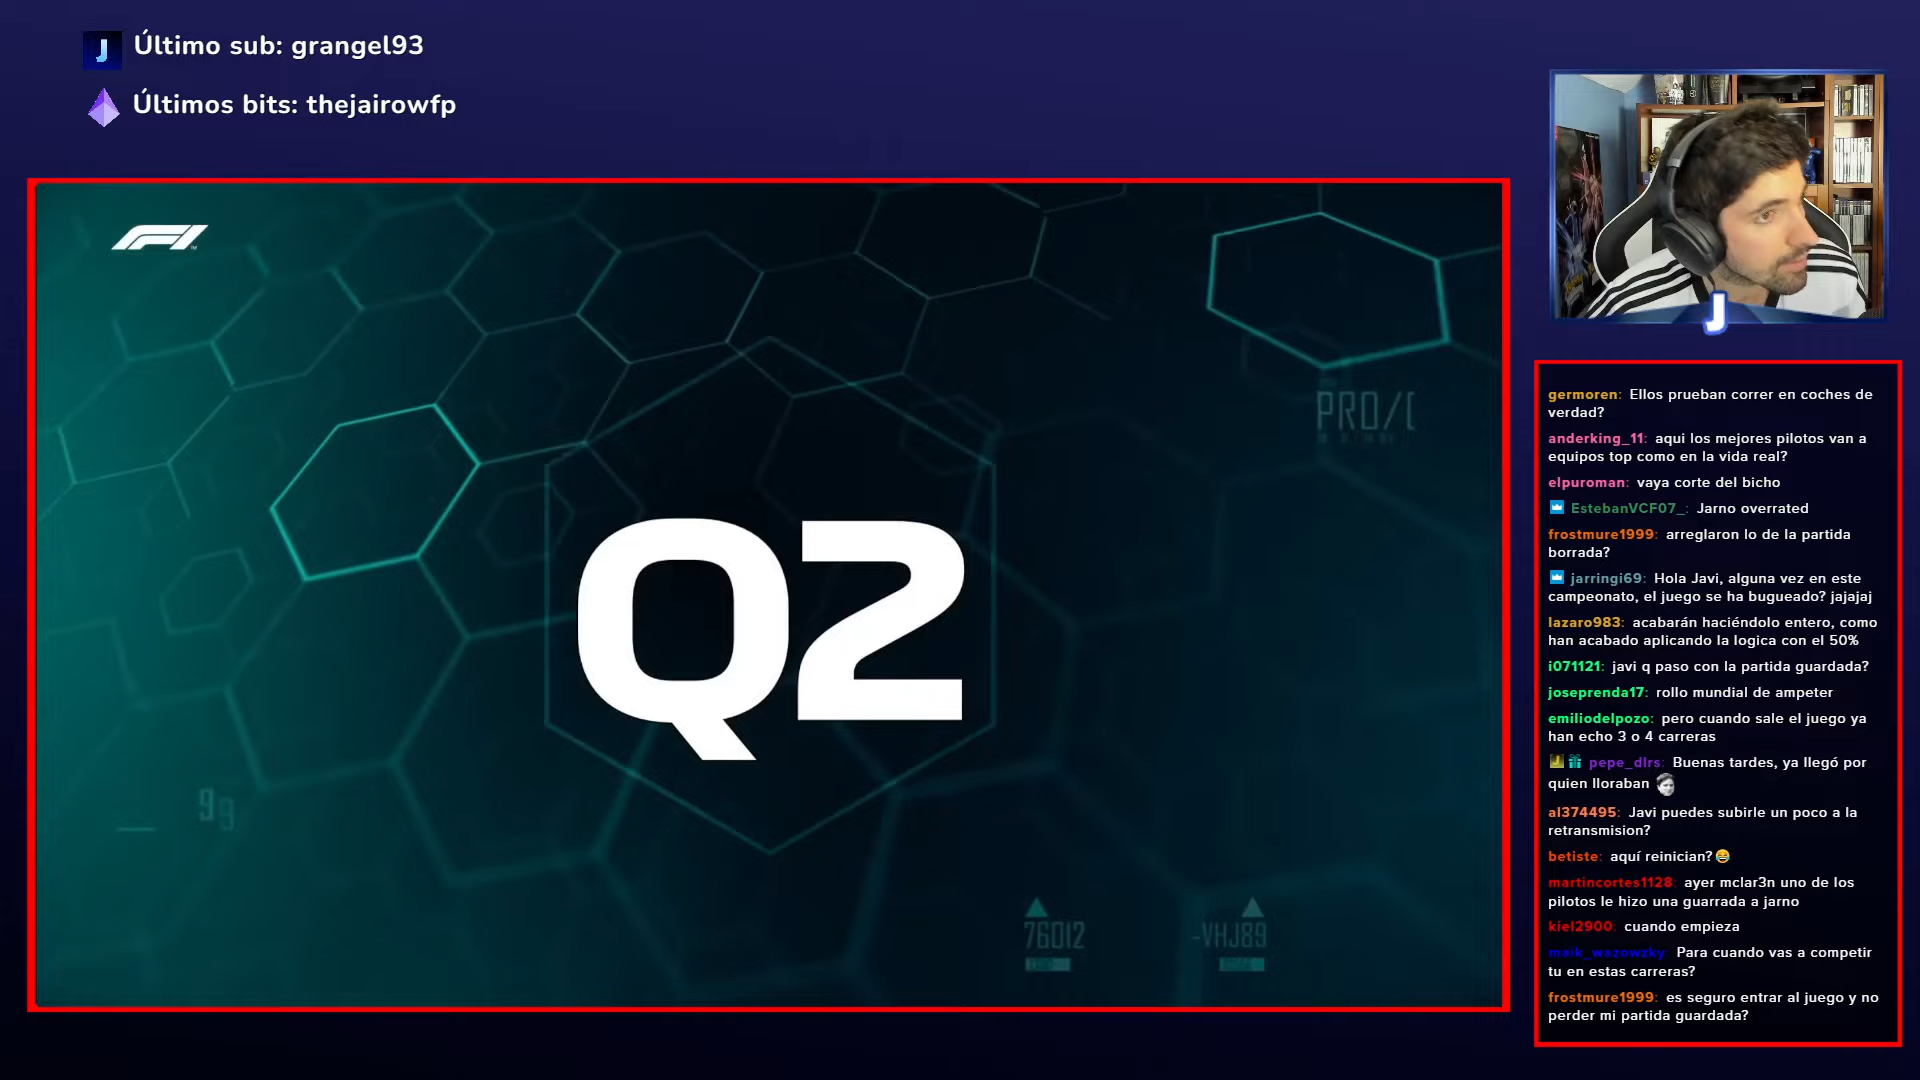 Último sub: grangel93
Últimos bits: thejairowfp
F1
PRO/[
Q2
99
76012
-VHJ89
J
germoren: Ellos prueban correr en coches de
verdad?
anderking_11: aqui los mejores pilotos van a
equipos top como en la vida real?
elpuroman: vaya corte del bicho
EstebanVCF07_: Jarno overrated
frostmure1999: arreglaron lo de la partida
borrada?
jarringi69: Hola Javi, alguna vez en este
campeonato, el juego se ha bugueado? jajajaj
lazaro983: acabarán haciéndolo entero, como
han acabado aplicando la logica con el 50%
i071121: javi q paso con la partida guardada?
joseprenda17: rollo mundial de ampeter
emiliodelpozo: pero cuando sale el juego ya
han echo 3 o 4 carreras
pepe_dlrs: Buenas tardes, ya llegó por
quien lloraban
al374495: Javi puedes subirle un poco a la
retransmision?
betiste: aquí reinician?😂
martincortes1128: ayer mclar3n uno de los
pilotos le hizo una guarrada a jarno
kiel2900: cuando empieza
maik_wazowzky: Para cuando vas a competir
tu en estas carreras?
frostmure1999: es seguro entrar al juego y no
perder mi partida guardada?